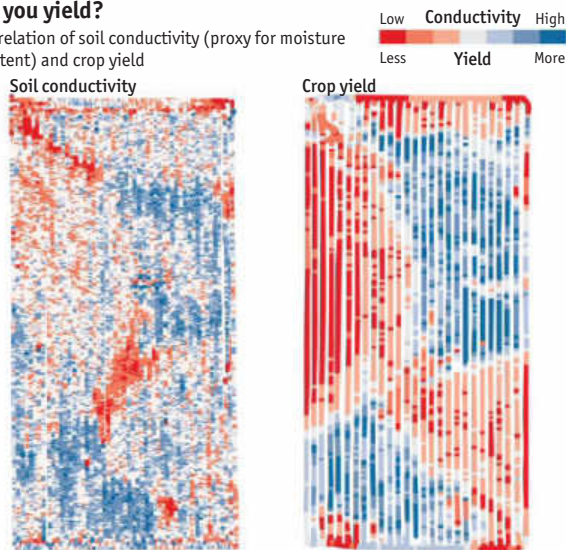 you yield?
relation of soil conductivity (proxy for moisture
tent) and crop yield
Low Conductivity High
Less Yield More
Soil conductivity
Crop yield